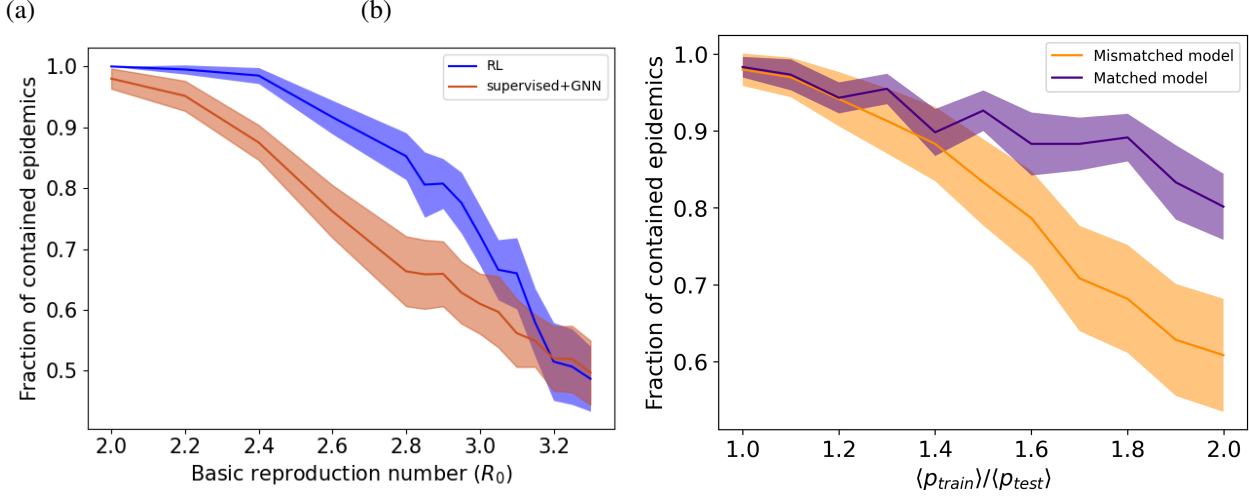 (a)
(b)
Fraction of contained epidemics
1.0
0.9
0.8
0.7
0.6
0.5
RL
supervised+GNN
2.0 2.2 2.4 2.6 2.8 3.0 3.2
Basic reproduction number (R₀)
Fraction of contained epidemics
1.0
0.9
0.8
0.7
0.6
Mismatched model
Matched model
1.0 1.2 1.4 1.6 1.8 2.0
⟨p_train⟩/⟨p_test⟩